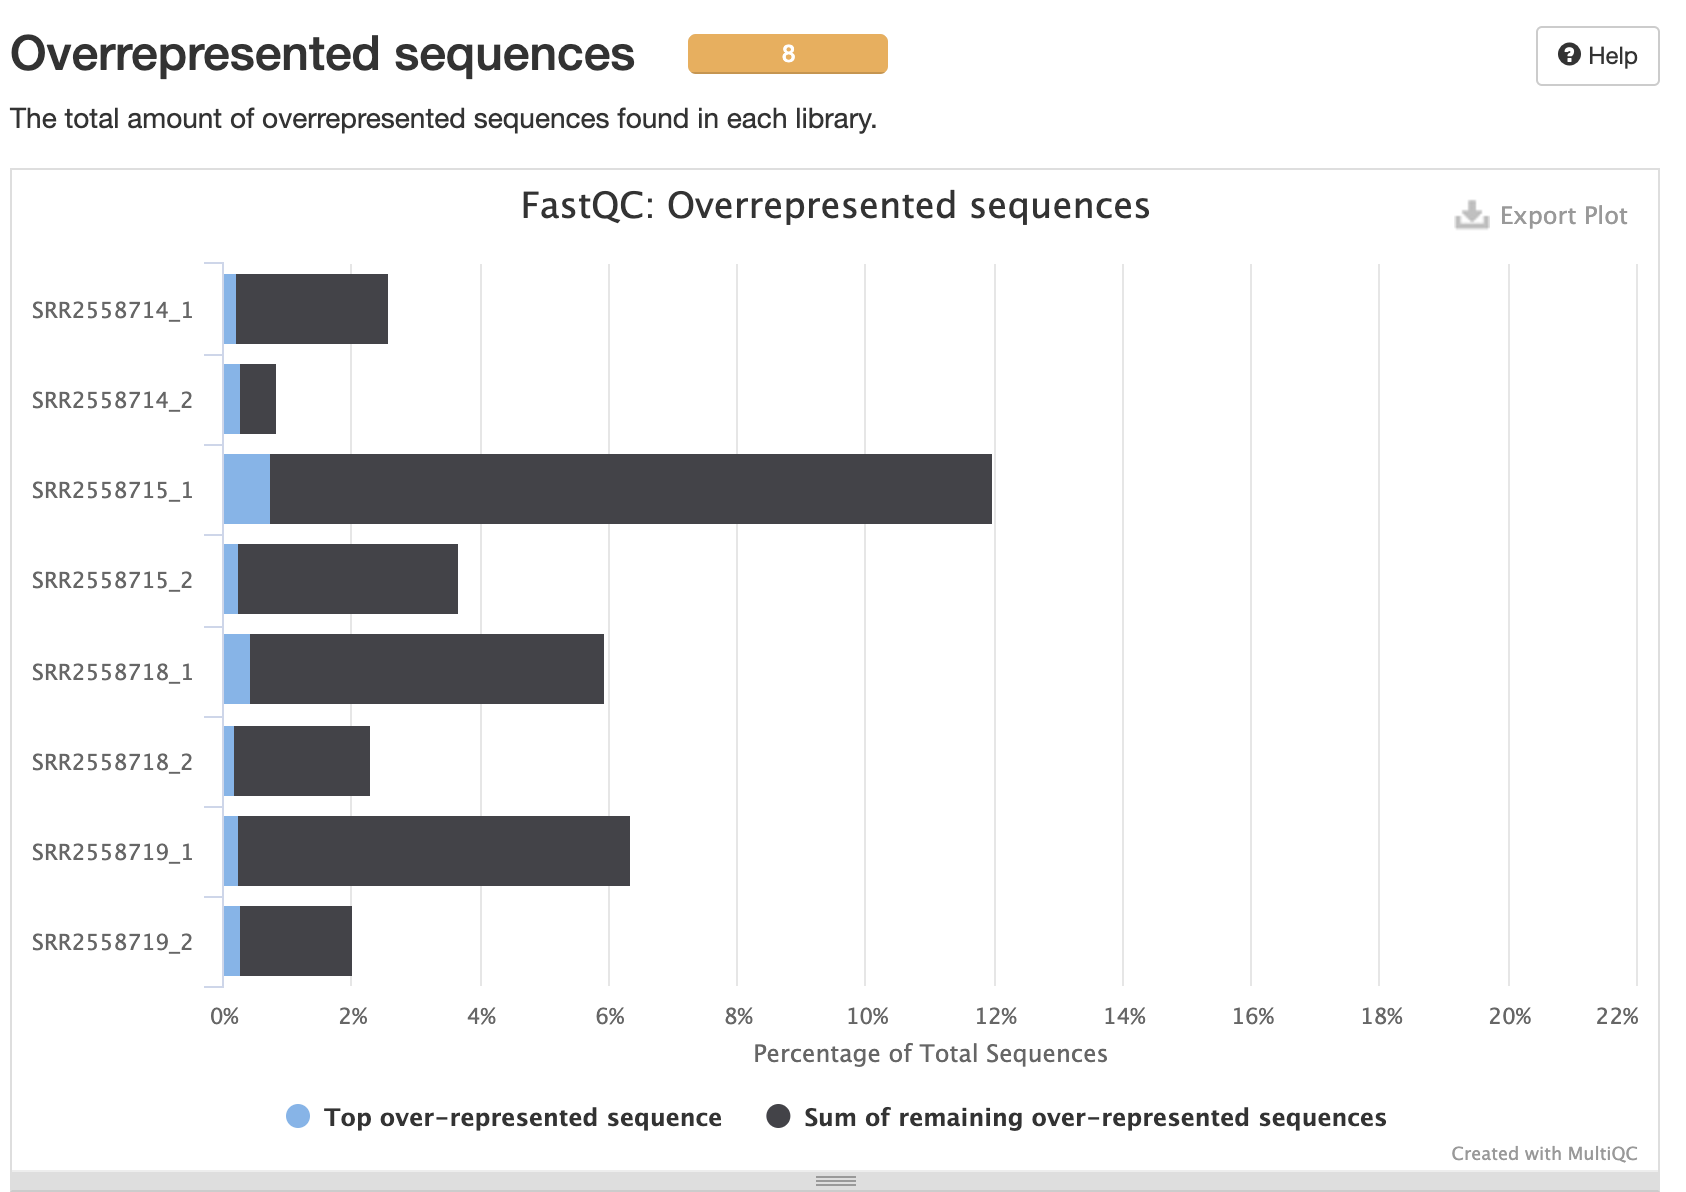 Overrepresented sequences 8 Help
The total amount of overrepresented sequences found in each library.
FastQC: Overrepresented sequences
Export Plot
SRR2558714_1
SRR2558714_2
SRR2558715_1
SRR2558715_2
SRR2558718_1
SRR2558718_2
SRR2558719_1
SRR2558719_2
0% 2% 4% 6% 8% 10% 12% 14% 16% 18% 20% 22%
Percentage of Total Sequences
Top over-represented sequence Sum of remaining over-represented sequences
Created with MultiQC